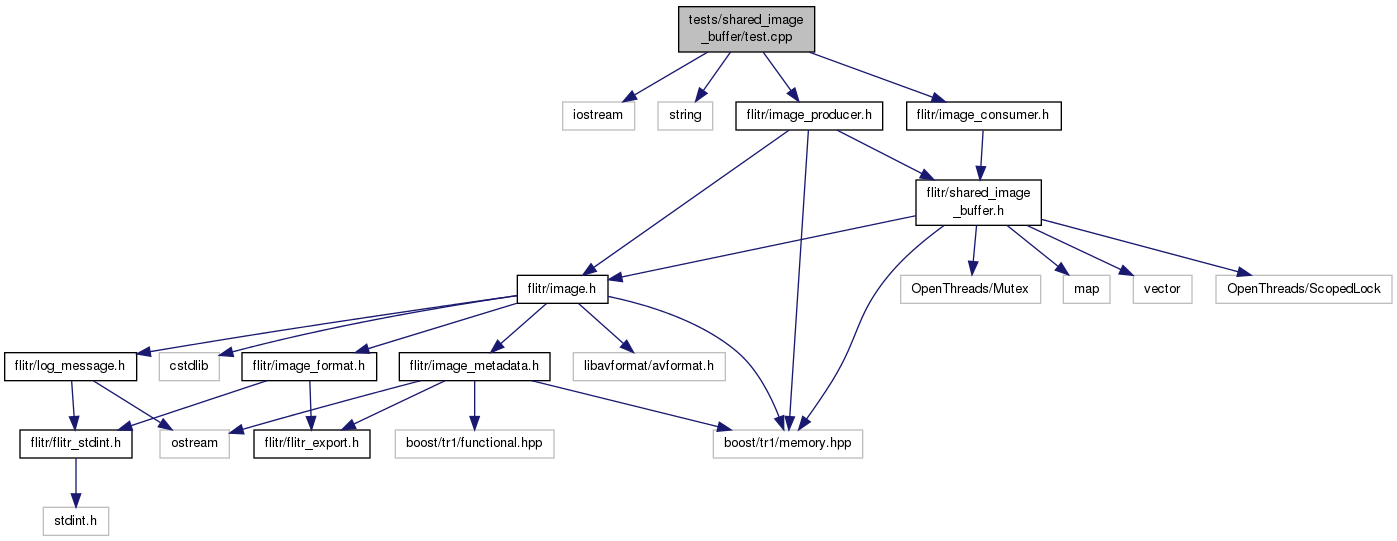 tests/shared_image
_buffer/test.cpp
iostream
string
flitr/image_producer.h
flitr/image_consumer.h
flitr/shared_image
_buffer.h
flitr/image.h
OpenThreads/Mutex
map
vector
OpenThreads/ScopedLock
flitr/log_message.h
cstdlib
flitr/image_format.h
flitr/image_metadata.h
libavformat/avformat.h
flitr/flitr_stdint.h
ostream
flitr/flitr_export.h
boost/tr1/functional.hpp
boost/tr1/memory.hpp
stdint.h